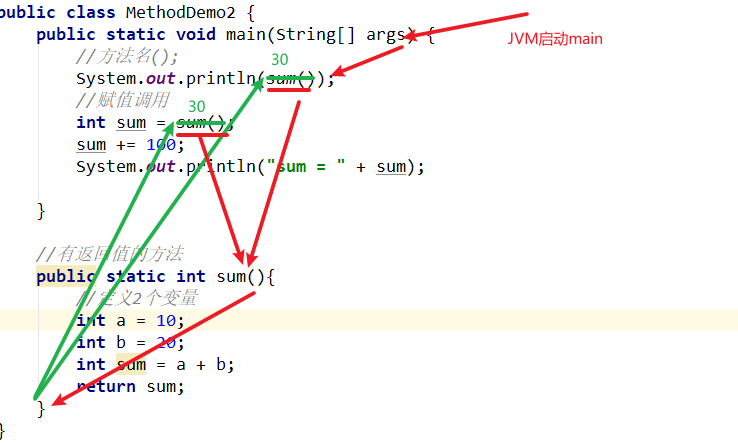 public class MethodDemo2 {
public static void main(String[] args) {
JVM启动main
//方法名();
30
System.out.println(sum());
//赋值调用
30
int sum = sum();
sum += 100;
System.out.println("sum = " + sum);
}
//有返回值的方法
public static int sum(){
//定义2个变量
int a = 10;
int b = 20;
int sum = a + b;
return sum;
}
}